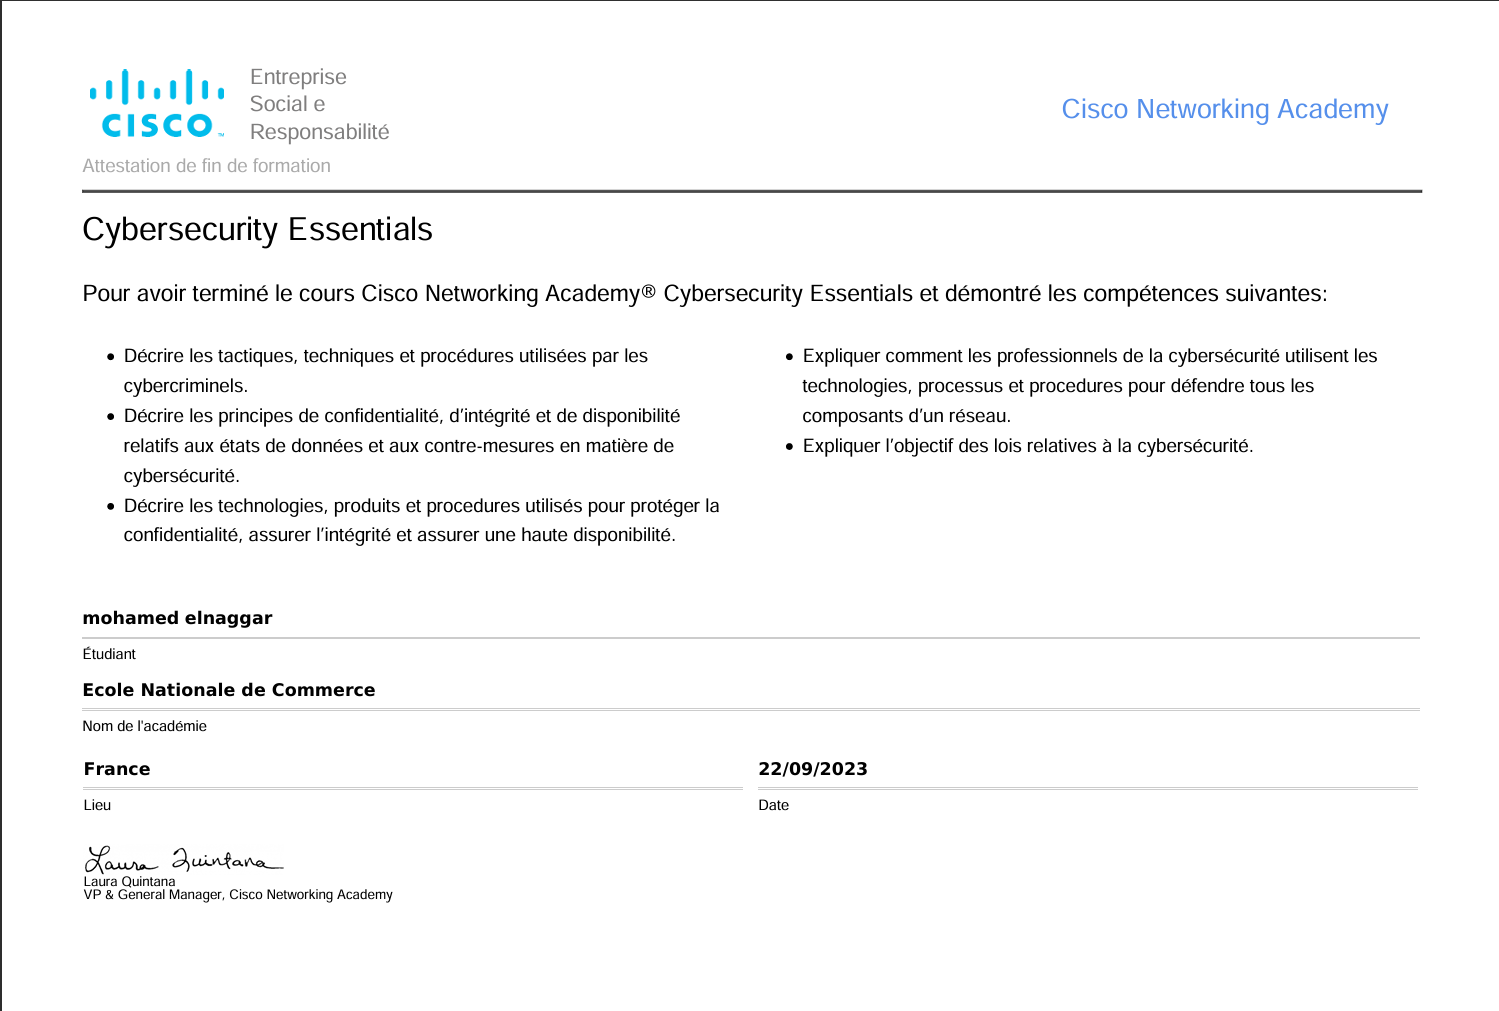 CISCO
TM
Entreprise
Social e
Responsabilité
Cisco Networking Academy
Attestation de fin de formation
Cybersecurity Essentials
Pour avoir terminé le cours Cisco Networking Academy® Cybersecurity Essentials et démontré les compétences suivantes:
• Décrire les tactiques, techniques et procédures utilisées par les
cybercriminels.
• Décrire les principes de confidentialité, d’intégrité et de disponibilité
relatifs aux états de données et aux contre-mesures en matière de
cybersécurité.
• Décrire les technologies, produits et procedures utilisés pour protéger la
confidentialité, assurer l’intégrité et assurer une haute disponibilité.
• Expliquer comment les professionnels de la cybersécurité utilisent les
technologies, processus et procedures pour défendre tous les
composants d’un réseau.
• Expliquer l’objectif des lois relatives à la cybersécurité.
mohamed elnaggar
Étudiant
Ecole Nationale de Commerce
Nom de l'académie
France
Lieu
22/09/2023
Date
Laura Quintana
Laura Quintana
VP & General Manager, Cisco Networking Academy